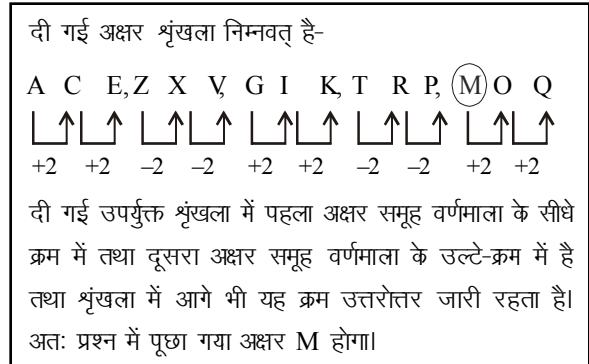 दी गई अक्षर शृंखला निम्नवत् है-
A C E, Z X V, G I K, T R P, M O Q
+2 +2 –2 –2 +2 +2 –2 –2 +2 +2
दी गई उपर्युक्त शृंखला में पहला अक्षर समूह वर्णमाला के सीधे
क्रम में तथा दूसरा अक्षर समूह वर्णमाला के उल्टे-क्रम में है
तथा शृंखला में आगे भी यह क्रम उत्तरोत्तर जारी रहता है।
अत: प्रश्न में पूछा गया अक्षर M होगा।